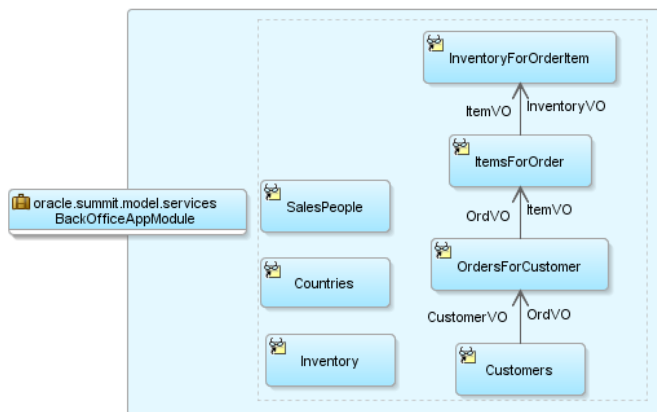 InventoryForOrderItem
ItemVO
InventoryVO
ItemsForOrder
oracle.summit.model.services
BackOfficeAppModule
SalesPeople
OrdVO
ItemVO
OrdersForCustomer
Countries
CustomerVO
OrdVO
Inventory
Customers